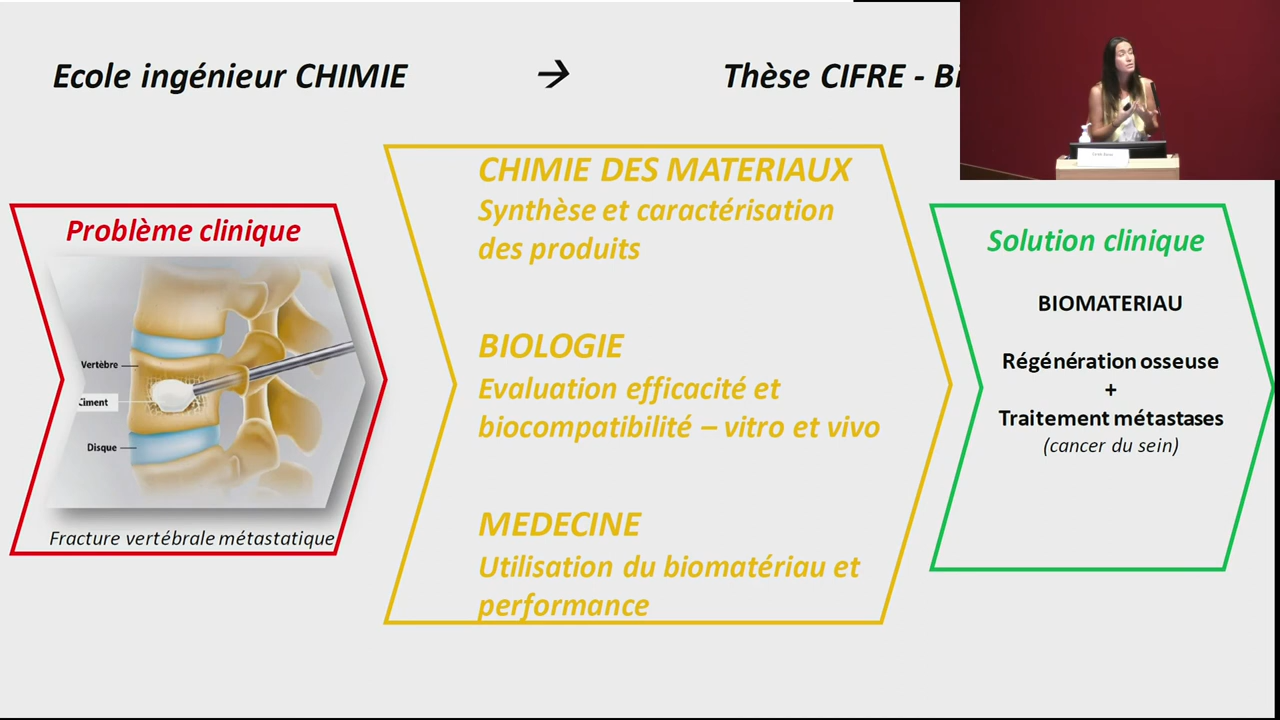 Ecole ingénieur CHIMIE → Thèse CIFRE -
Problème clinique
Vertèbre
Ciment
Disque
Fracture vertébrale métastatique
CHIMIE DES MATERIAUX
Synthèse et caractérisation
des produits
BIOLOGIE
Evaluation efficacité et
biocompatibilité – vitro et vivo
MEDECINE
Utilisation du biomatériau et
performance
Solution clinique
BIOMATERIAU
Régénération osseuse
+
Traitement métastases
(cancer du sein)